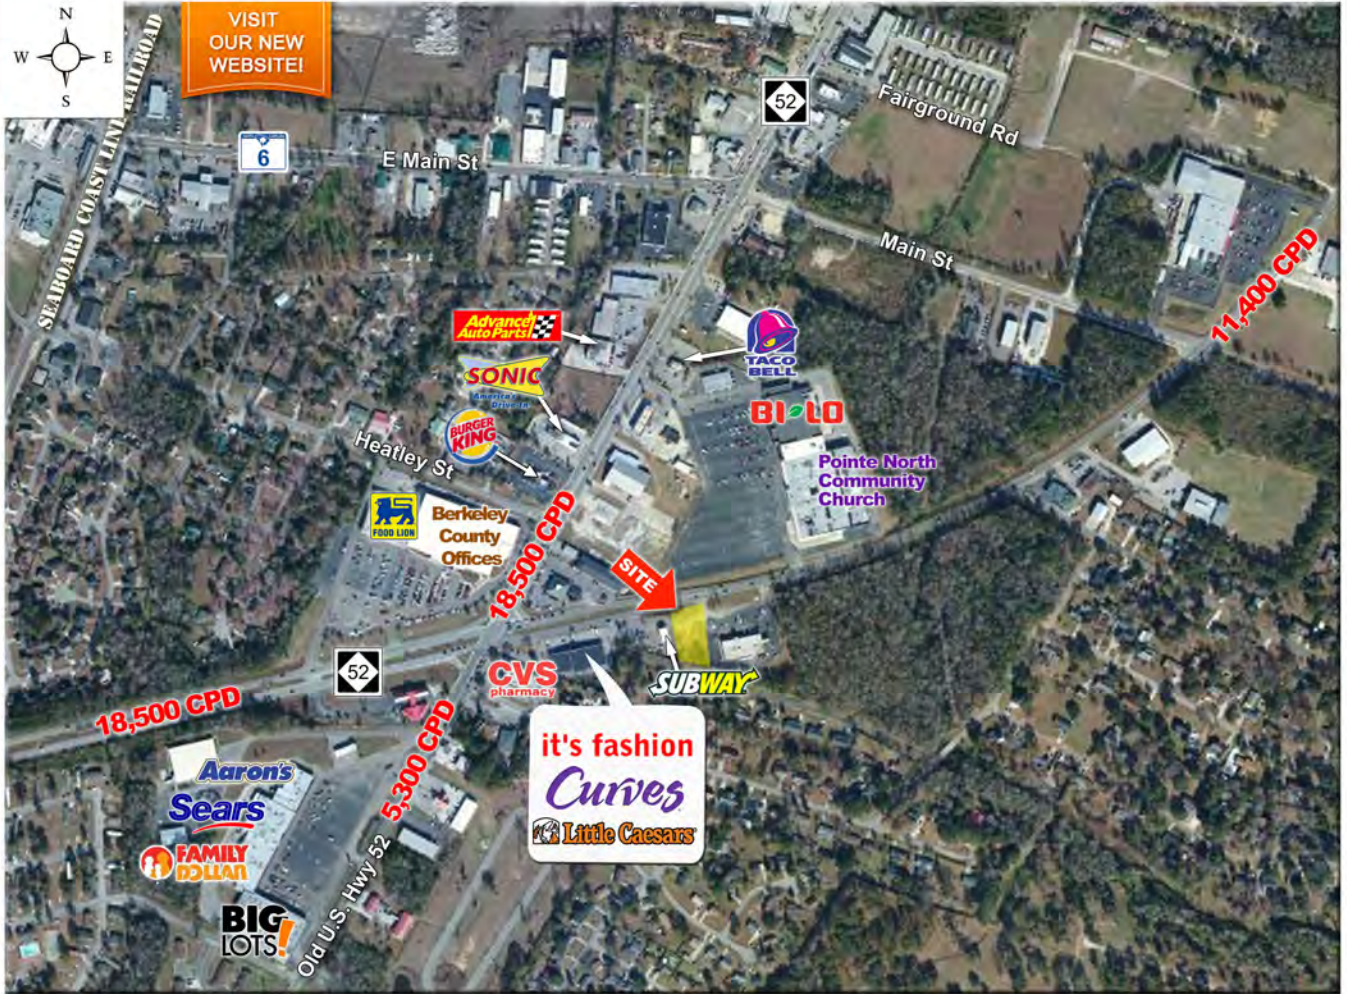 N
W E
S
VISIT
OUR NEW
WEBSITE!
SEABOARD COAST LINE RAILROAD
6
E Main St
52
Fairground Rd
Main St
11,400 CPD
Advance
Auto Parts
SONIC
America's
Drive-In
BURGER
KING
TACO
BELL
BI-LO
Pointe North
Community
Church
Heatley St
FOOD LION
Berkeley
County
Offices
18,500 CPD
SITE
52
CVS
pharmacy
SUBWAY
18,500 CPD
5,300 CPD
it's fashion
Curves
Little Caesars
Aaron's
Sears
FAMILY
DOLLAR
BIG
LOTS!
Old U.S. Hwy 52